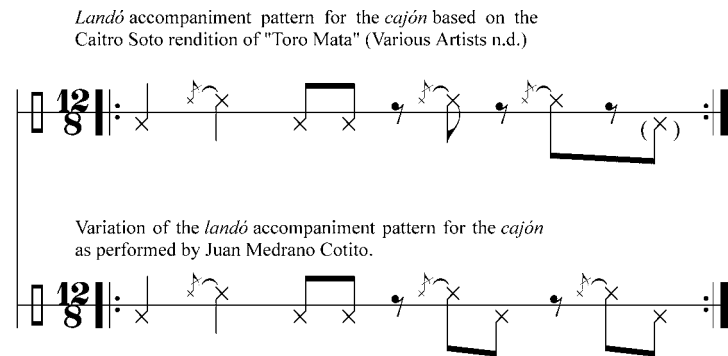 Landó accompaniment pattern for the cajón based on the
Caitro Soto rendition of "Toro Mata" (Various Artists n.d.)
12
8
( )
Variation of the landó accompaniment pattern for the cajón
as performed by Juan Medrano Cotito.
12
8